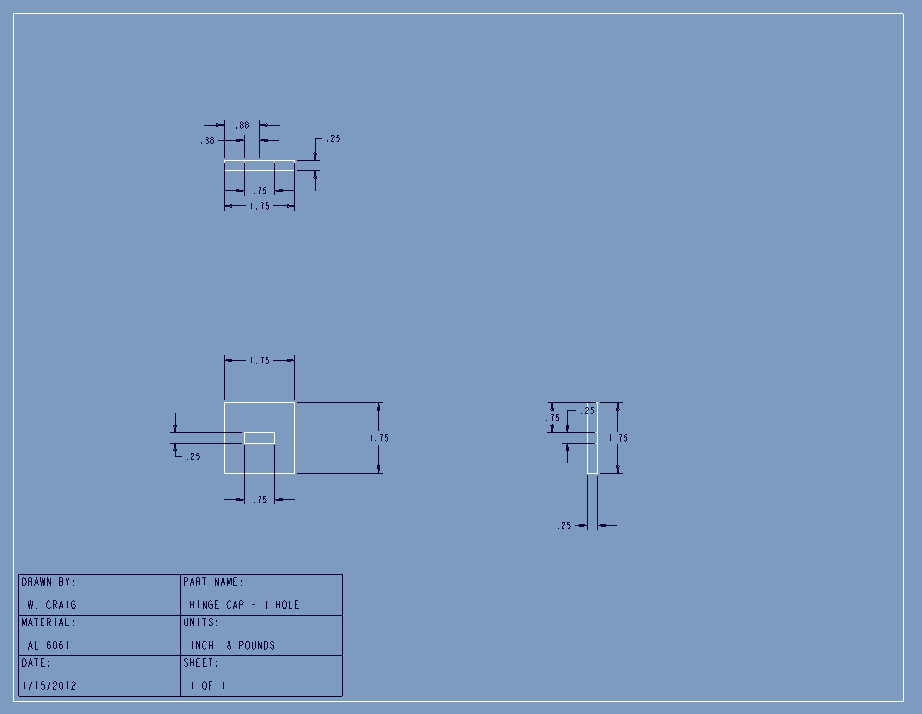 .88
.38
.25
.75
1.75
1.75
.25
.75
1.75
.25
.75
1.75
.25
DRAWN BY: PART NAME:
W. CRAIG HINGE CAP - 1 HOLE
MATERIAL: UNITS:
AL 6061 INCH & POUNDS
DATE: SHEET:
1/15/2012 1 OF 1